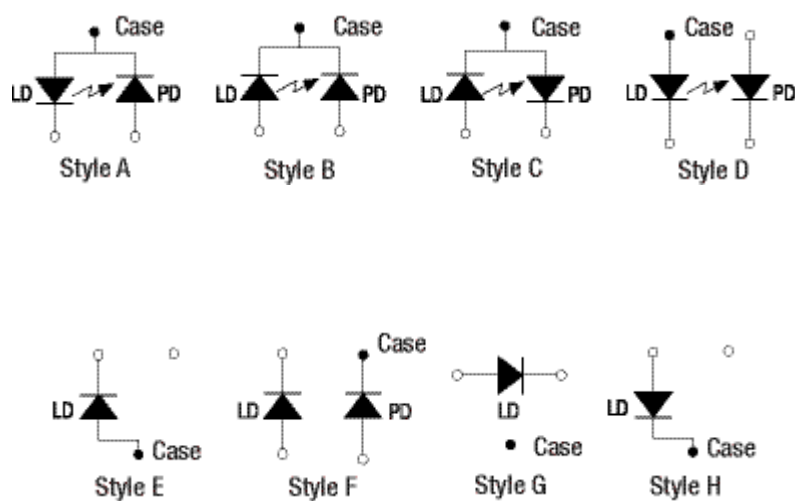 Case Case Case Case
LD PD LD PD LD PD LD PD
Style A Style B Style C Style D
Case
LD LD PD LD LD
Case Case Case
Style E Style F Style G Style H